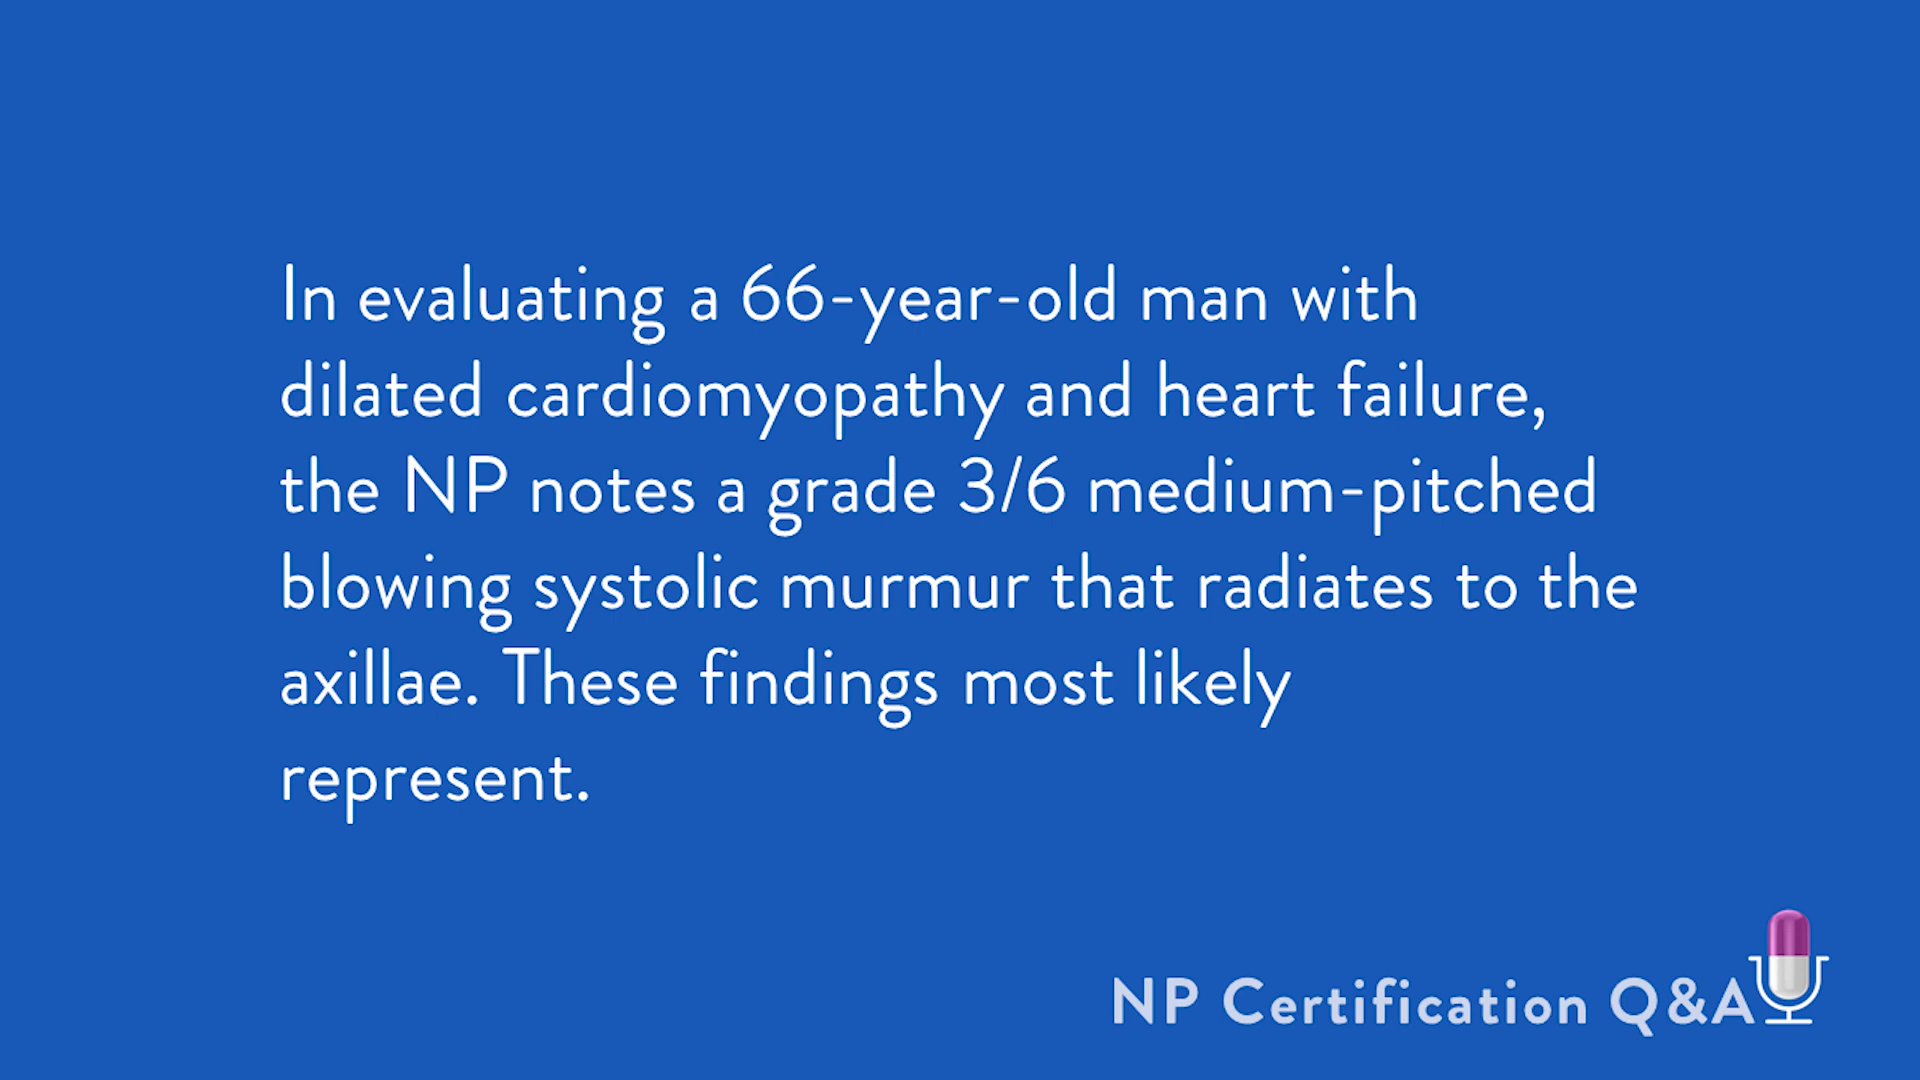 In evaluating a 66-year-old man with
dilated cardiomyopathy and heart failure,
the NP notes a grade 3/6 medium-pitched
blowing systolic murmur that radiates to the
axillae. These findings most likely
represent.
NP Certification Q&A